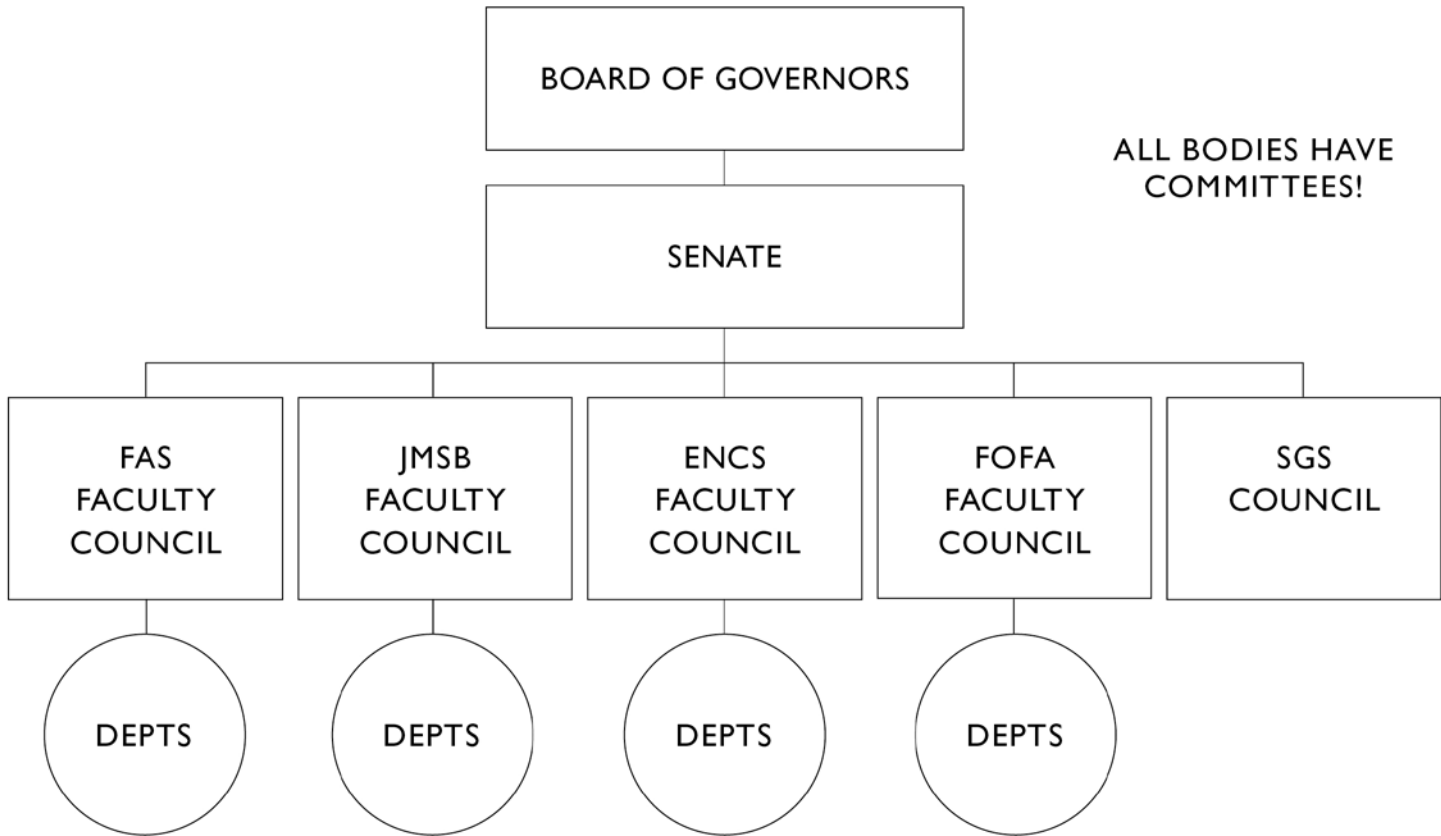 BOARD OF GOVERNORS
ALL BODIES HAVE
COMMITTEES!
SENATE
FAS
FACULTY
COUNCIL
JMSB
FACULTY
COUNCIL
ENCS
FACULTY
COUNCIL
FOFA
FACULTY
COUNCIL
SGS
COUNCIL
DEPTS
DEPTS
DEPTS
DEPTS